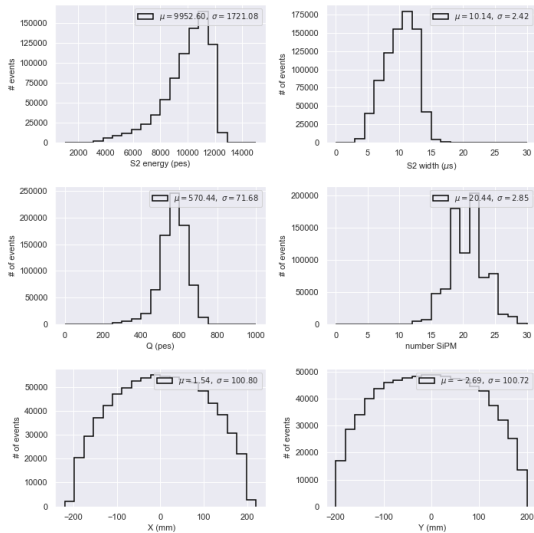 μ=9952.60, σ=1721.08
# events
150000
125000
100000
75000
50000
25000
0
2000 4000 6000 8000 10000 12000 14000
S2 energy (pes)
μ=10.14, σ=2.42
# of events
175000
150000
125000
100000
75000
50000
25000
0
0 5 10 15 20 25 30
S2 width (μs)
μ=570.44, σ=71.68
# of events
250000
200000
150000
100000
50000
0
0 200 400 600 800 1000
Q (pes)
μ=20.44, σ=2.85
# of events
200000
150000
100000
50000
0
0 5 10 15 20 25 30
number SiPM
μ=1.54, σ=100.80
# of events
50000
40000
30000
20000
10000
0
−200 −100 0 100 200
X (mm)
μ=−2.69, σ=100.72
# of events
50000
40000
30000
20000
10000
0
−200 −100 0 100 200
Y (mm)